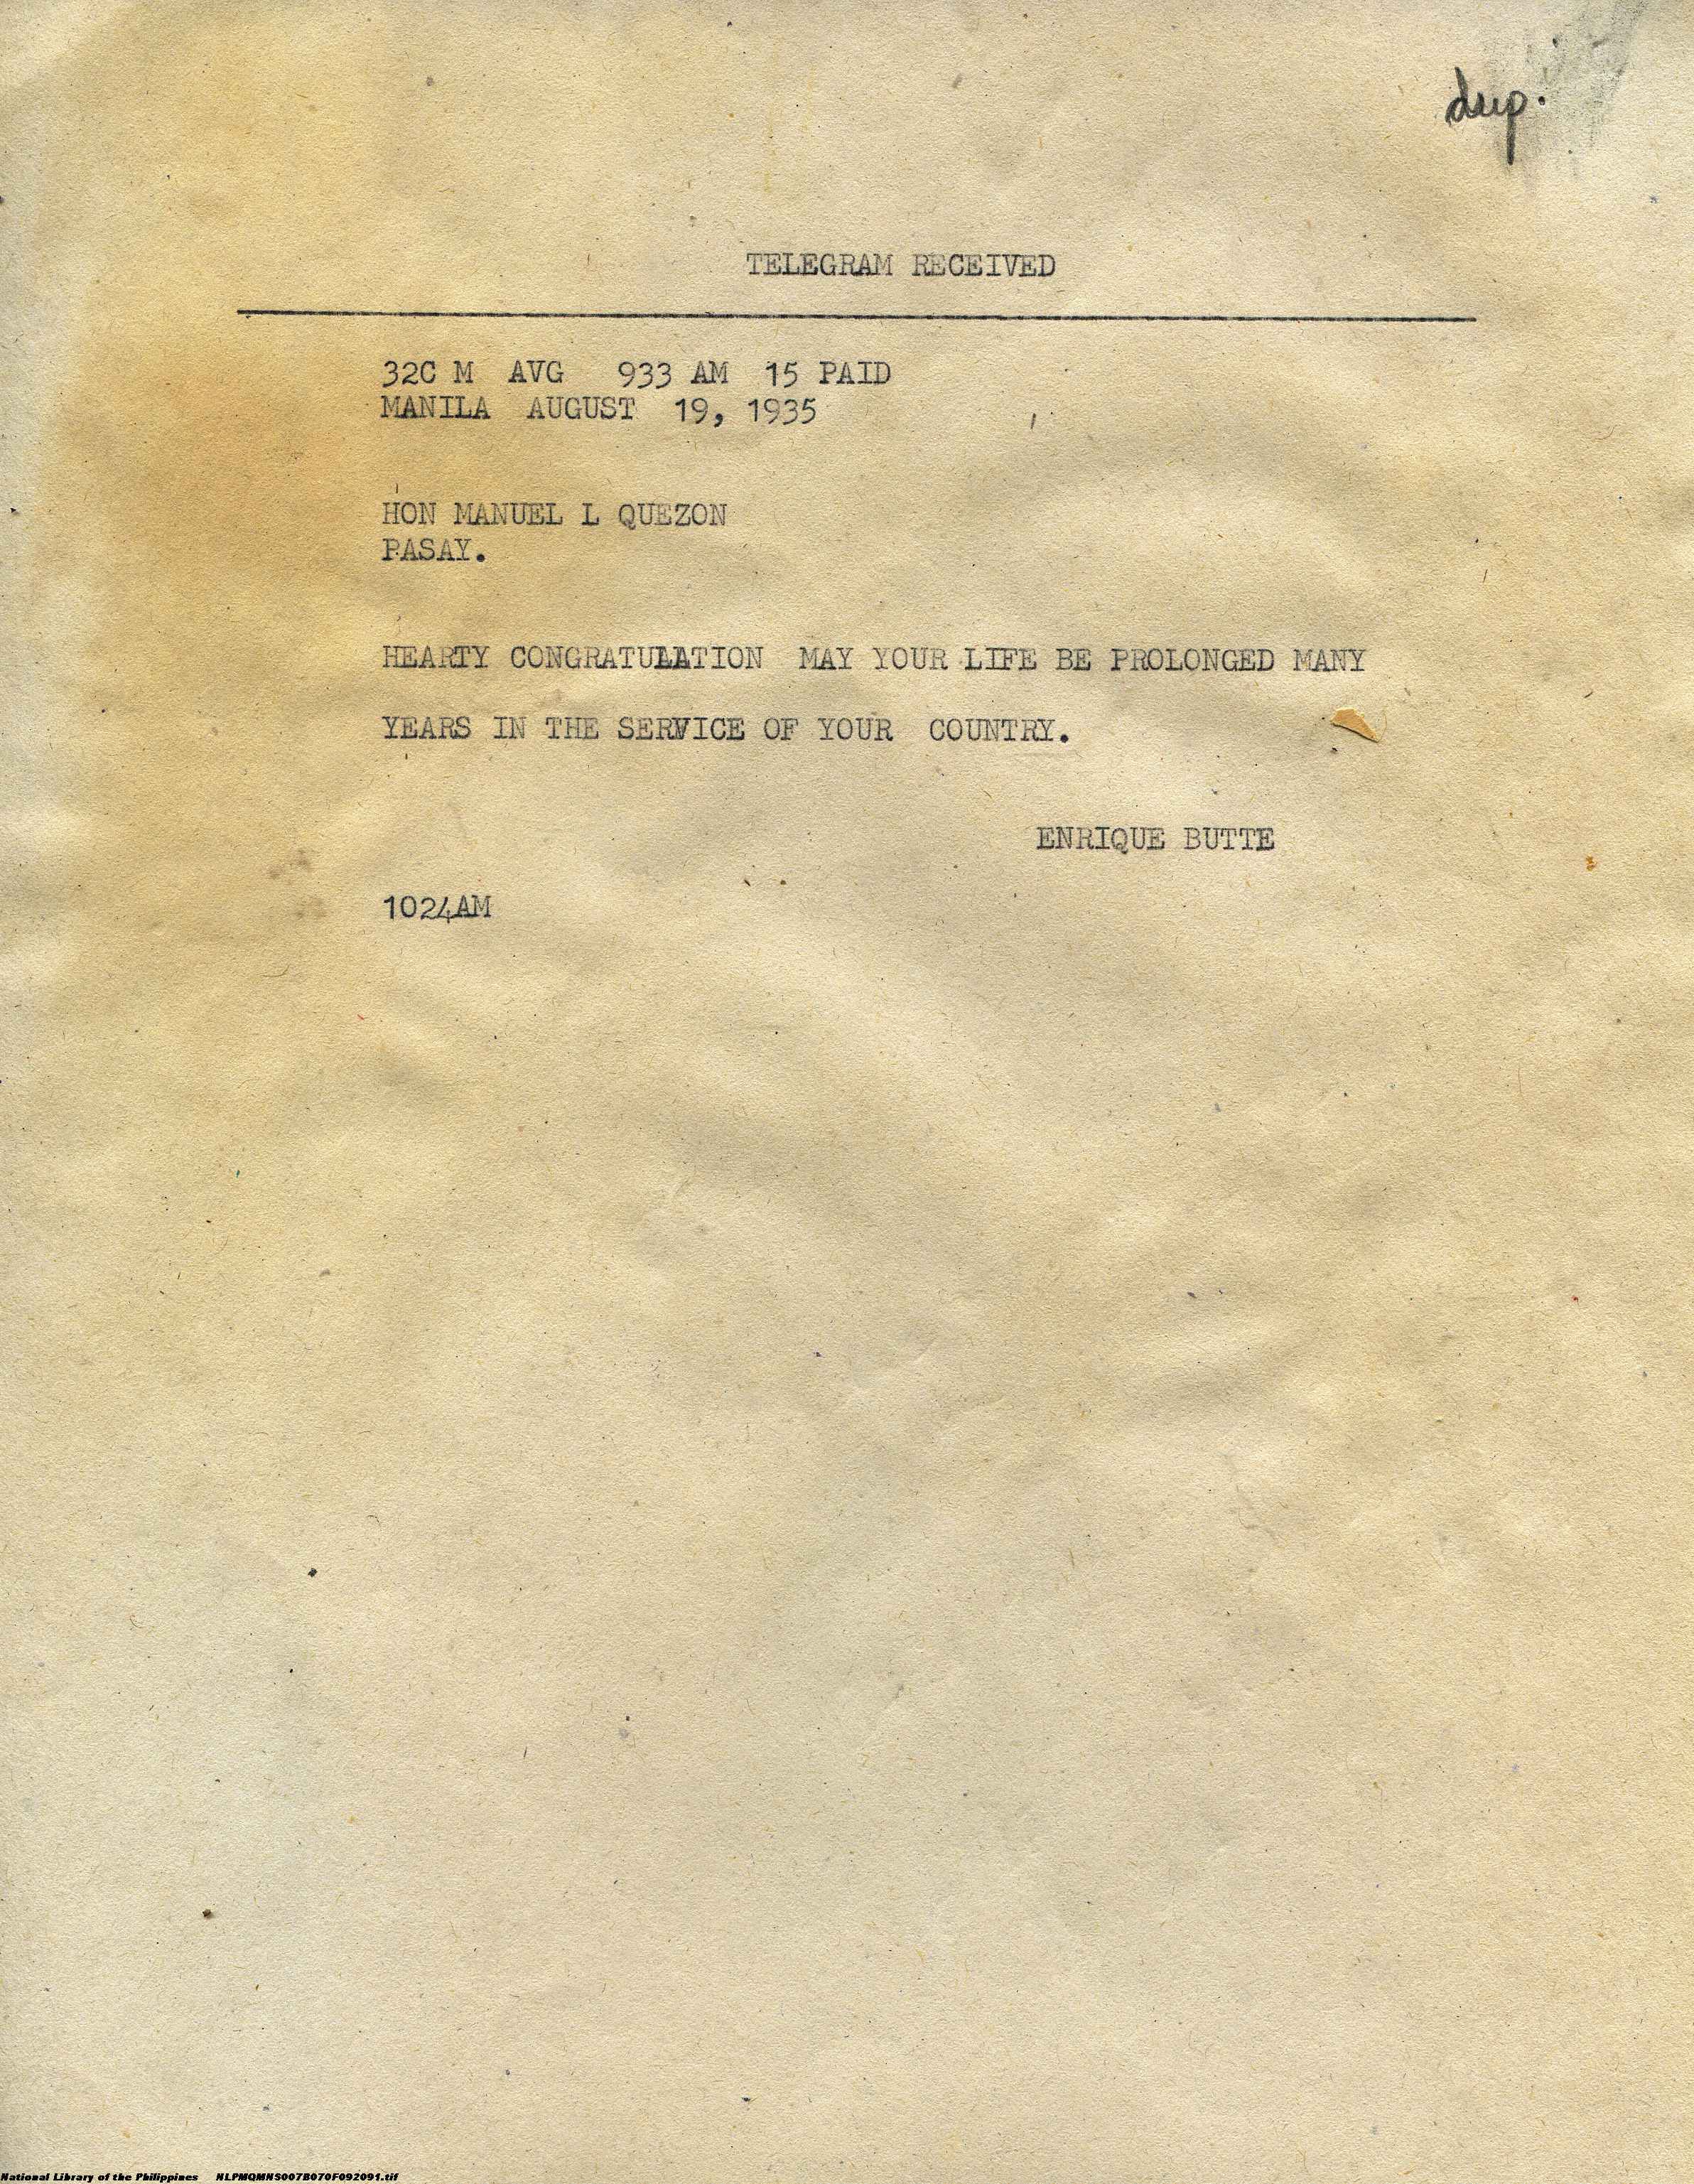 dup.
TELEGRAM RECEIVED
32C M AVG 933 AM 15 PAID
MANILA AUGUST 19, 1935
HON MANUEL L QUEZON
PASAY.
HEARTY CONGRATULATION MAY YOUR LIFE BE PROLONGED MANY
YEARS IN THE SERVICE OF YOUR COUNTRY.
ENRIQUE BUTTE
1024AM
National Library of the Philippines NLPMQMNS007B070F092091.tif